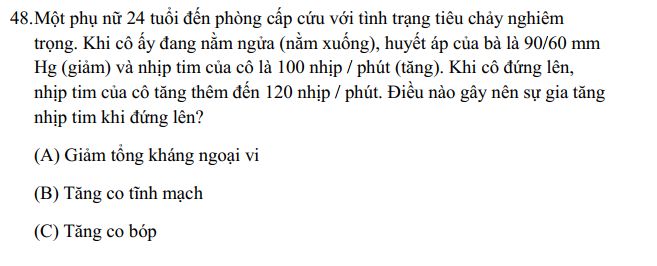 48.Một phụ nữ 24 tuổi đến phòng cấp cứu với tình trạng tiêu chảy nghiêm
trọng. Khi cô ấy đang nằm ngửa (nằm xuống), huyết áp của bà là 90/60 mm
Hg (giảm) và nhịp tim của cô là 100 nhịp / phút (tăng). Khi cô đứng lên,
nhịp tim của cô tăng thêm đến 120 nhịp / phút. Điều nào gây nên sự gia tăng
nhịp tim khi đứng lên?
(A) Giảm tổng kháng ngoại vi
(B) Tăng co tĩnh mạch
(C) Tăng co bóp